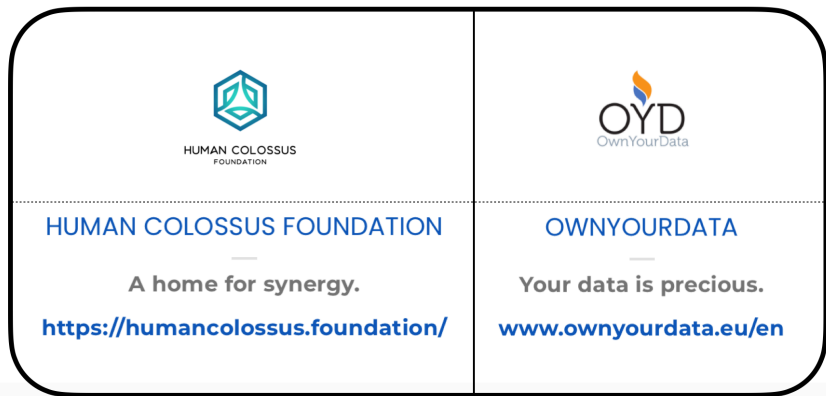 HUMAN COLOSSUS
FOUNDATION
HUMAN COLOSSUS FOUNDATION
A home for synergy.
https://humancolossus.foundation/
OYD
OwnYourData
OWNYOURDATA
Your data is precious.
www.ownyourdata.eu/en